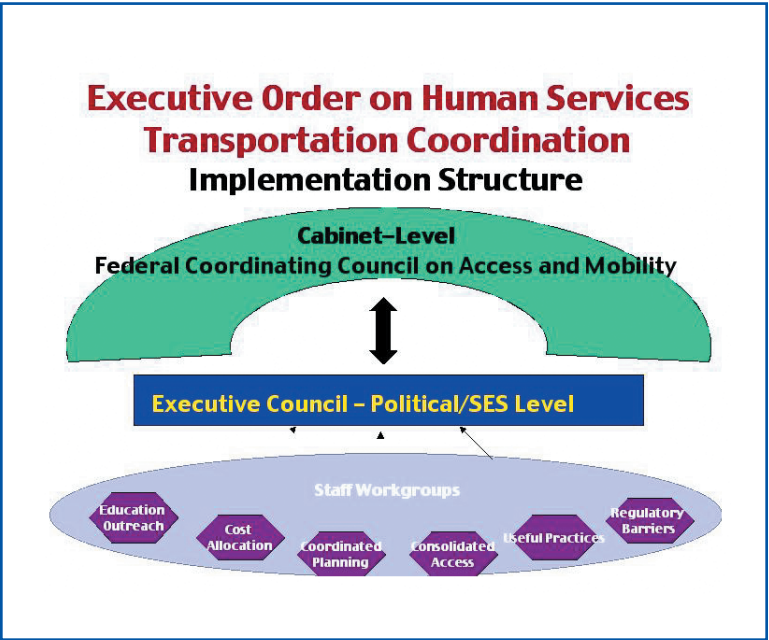 Executive Order on Human Services
Transportation Coordination
Implementation Structure
Cabinet-Level
Federal Coordinating Council on Access and Mobility
Executive Council - Political/SES Level
Staff Workgroups
Education
Outreach
Cost
Allocation
Coordinated
Planning
Consolidated
Access
Useful Practices
Regulatory
Barriers